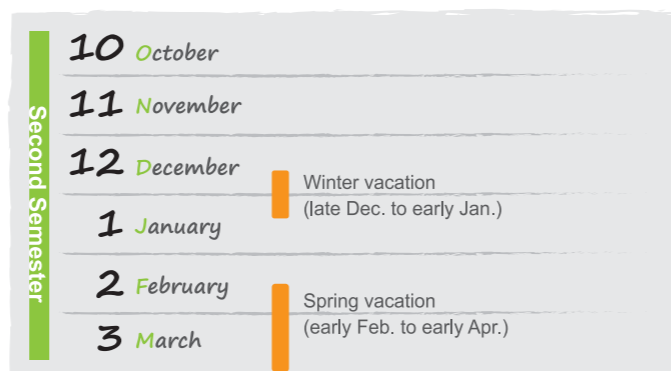 Second Semester
10 October
11 November
12 December
Winter vacation
(late Dec. to early Jan.)
1 January
2 February
Spring vacation
(early Feb. to early Apr.)
3 March